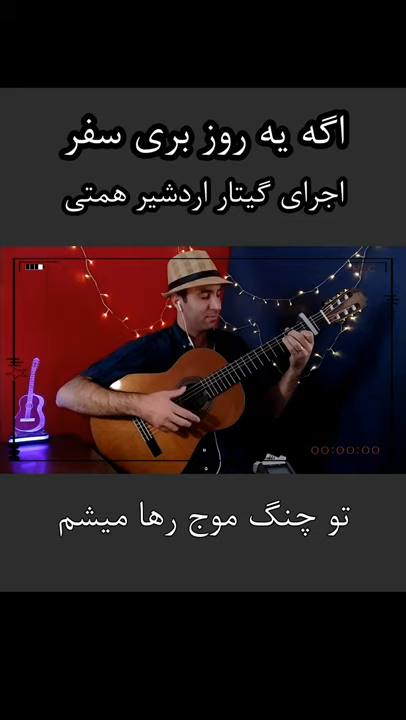 اگه یه روز بری سفر
اجرای گیتار اردشیر همتی
00:00:00
تو چنگ موج رها میشم